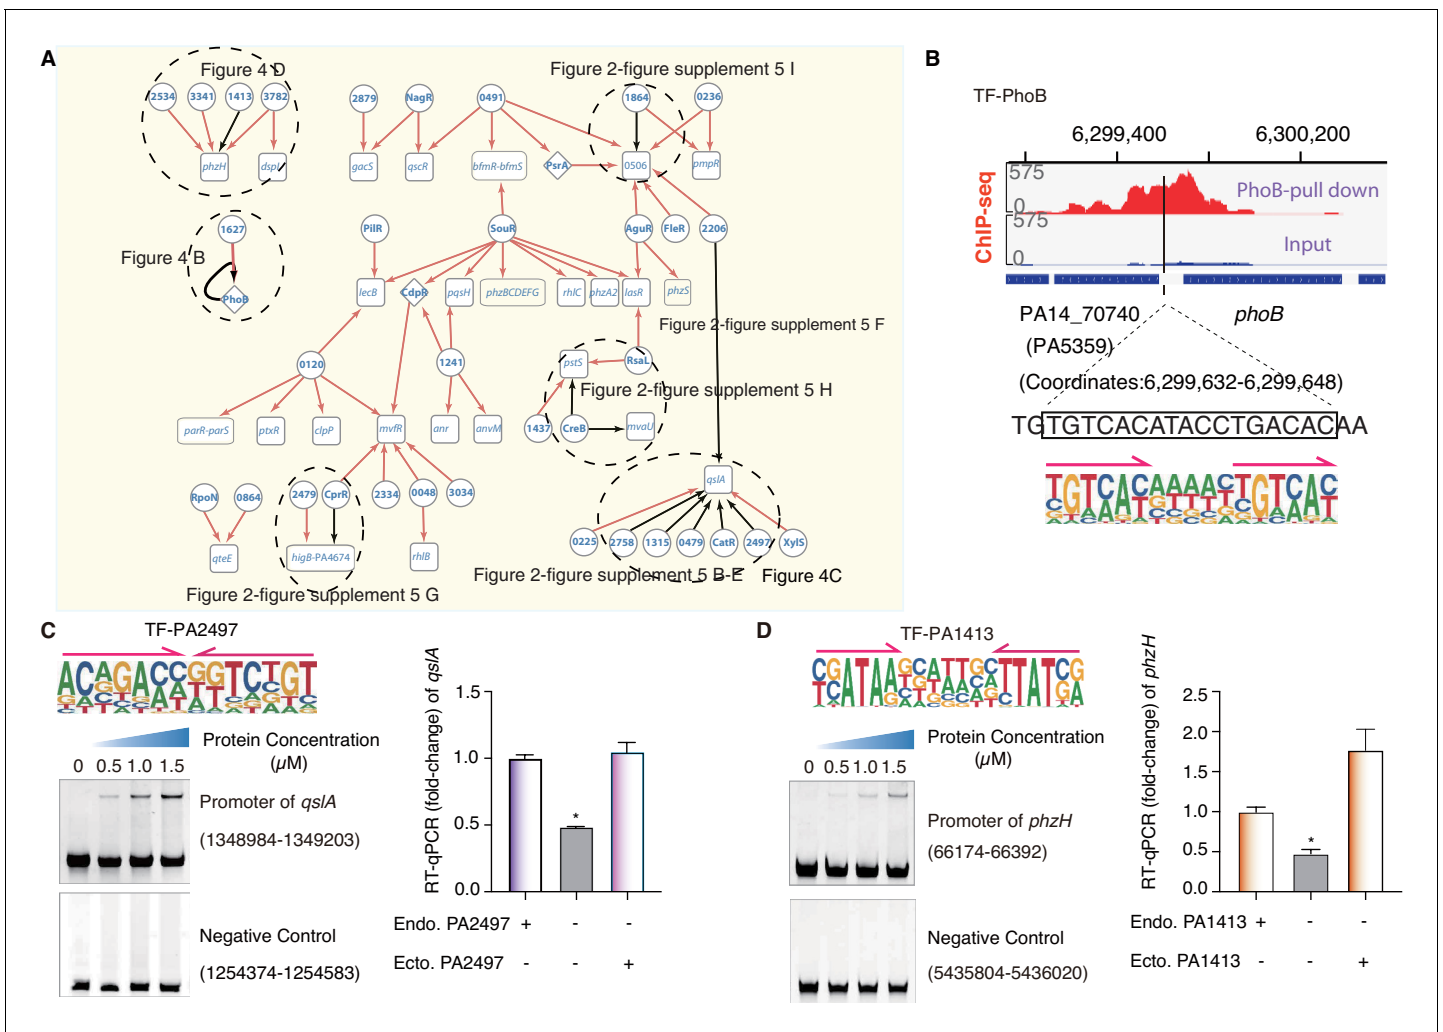 A
Figure 4 D
Figure 2-figure supplement 5 I
2534 3341 1413 3782 2879 NagR 0491 1864 0236
phzH gacS qscR bfmR-bfmS PsrA 0506 pmpR
1627 PilR SouR AguR FleR 2206
Figure 4 B
PhoB lecB CdpR pqsH phzBCDEFG rhlC phzA2 lasR phzS
Figure 2-figure supplement 5 F
0120 1241 pstS RsaL
Figure 2-figure supplement 5 H
parR-parS ptxR clpP mvfR anr anvM 1437 CreB mvaU
qslA
RpoN 0864 2479 CprR 2334 0048 3034
0225 2758 1315 0479 CatR 2497 XylS
qteE higB-PA4674 rhlB
Figure 2-figure supplement 5 B-E Figure 4C
Figure 2-figure supplement 5 G
B
TF-PhoB
6,299,400 6,300,200
ChIP-seq
575
PhoB-pull down
0
575
Input
0
PA14_70740 phoB
(PA5359)
(Coordinates:6,299,632-6,299,648)
TGTGTCACATACCTGACACAA
TGTCACAAAACTGTCAC
C
TF-PA2497
ACAGACCGGTCTGT
Protein Concentration
(µM)
0 0.5 1.0 1.5
Promoter of qslA
(1348984-1349203)
Negative Control
(1254374-1254583)
RT-qPCR (fold-change) of qslA
1.5
1.0
0.5
0.0
*
Endo. PA2497 + - -
Ecto. PA2497 - - +
D
TF-PA1413
Protein Concentration
(µM)
0 0.5 1.0 1.5
Promoter of phzH
(66174-66392)
Negative Control
(5435804-5436020)
RT-qPCR (fold-change) of phzH
2.5
2.0
1.5
1.0
0.5
0.0
*
Endo. PA1413 + - -
Ecto. PA1413 - - +